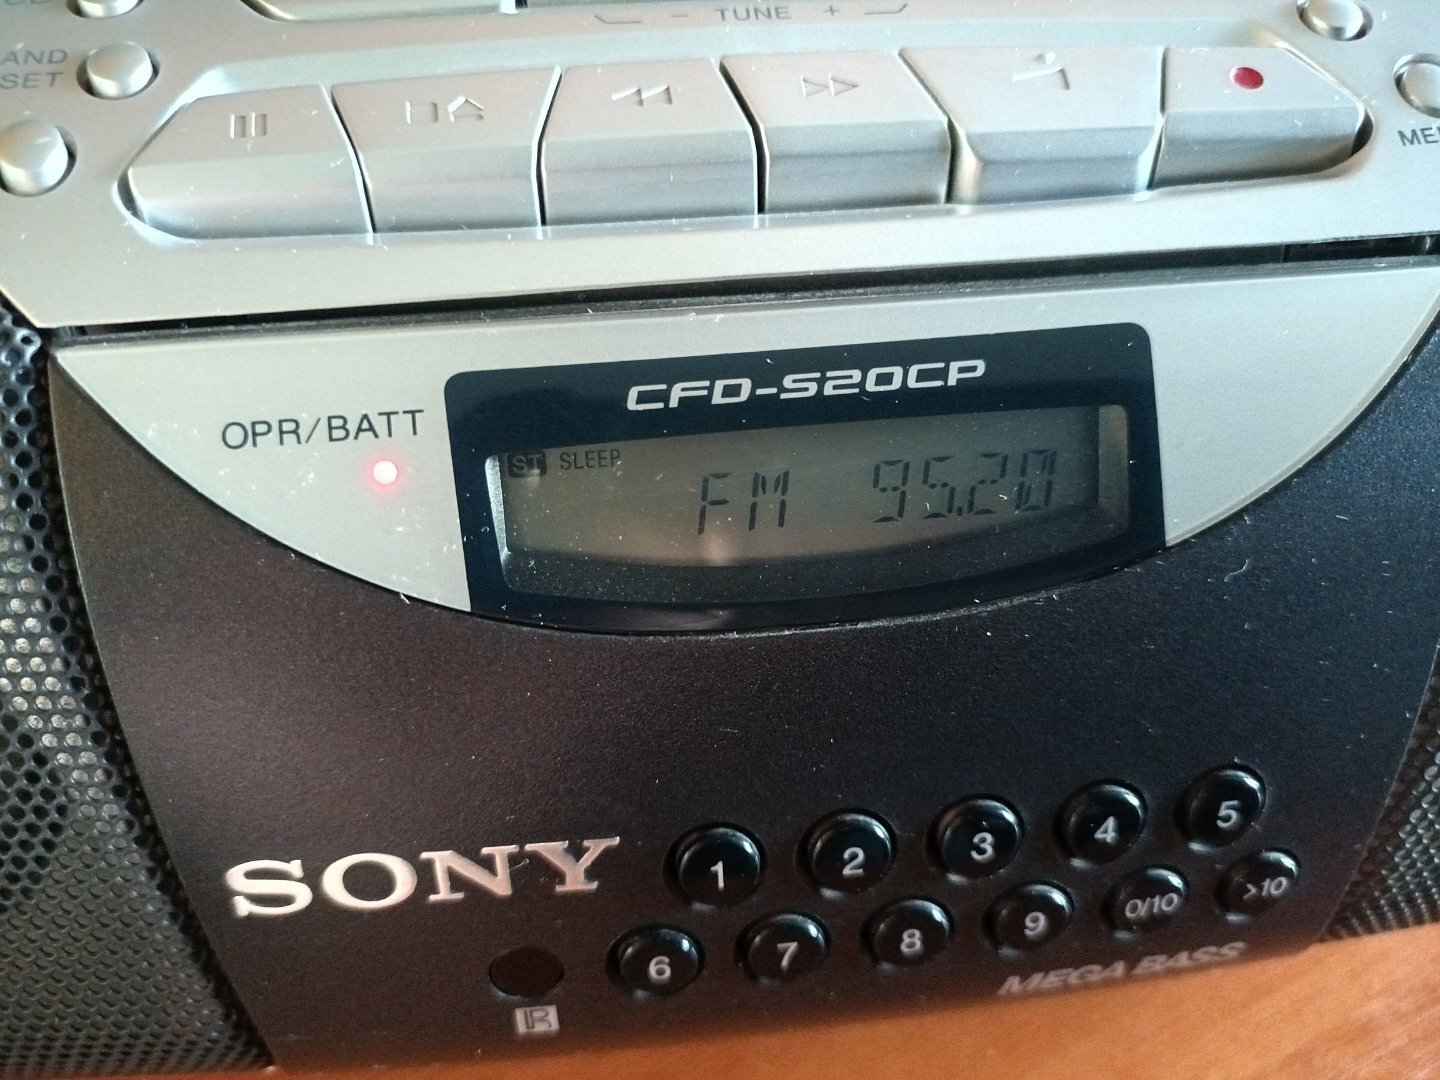 - TUNE +
AND
SET
OPR/BATT
CFD-S20CP
ST SLEEP
FM 95.20
SONY
1 2 3 4 5
6 7 8 9 0/10 >10
R
MEGA BASS